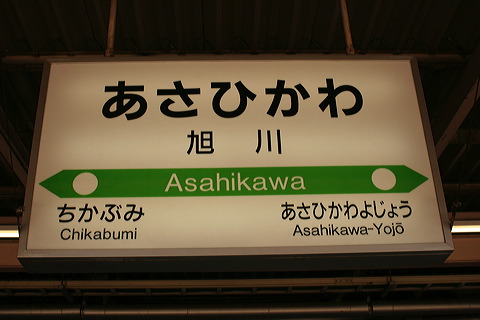 あさひかわ
旭川
Asahikawa
ちかぶみ
Chikabumi
あさひかわよじょう
Asahikawa-Yojō